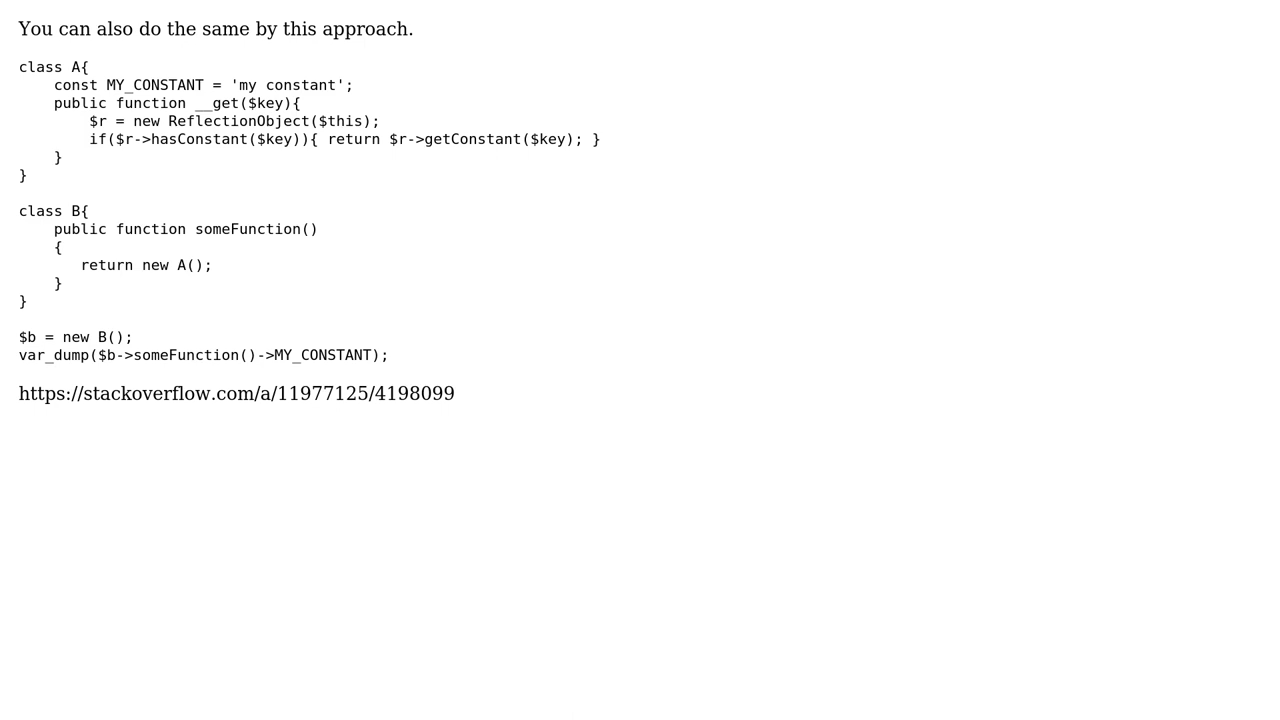 You can also do the same by this approach.
class A{
    const MY_CONSTANT = 'my constant';
    public function __get($key){
        $r = new ReflectionObject($this);
        if($r->hasConstant($key)){ return $r->getConstant($key); }
    }
}
class B{
    public function someFunction()
    {
       return new A();
    }
}
$b = new B();
var_dump($b->someFunction()->MY_CONSTANT);
https://stackoverflow.com/a/11977125/4198099